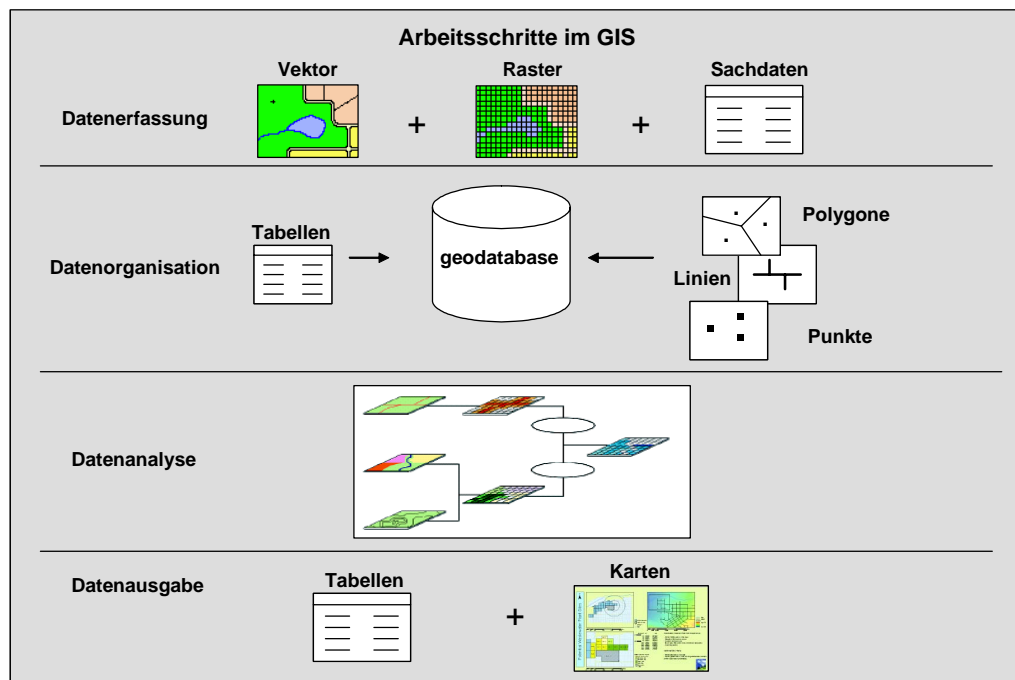 Arbeitsschritte im GIS
Vektor
Raster
Sachdaten
Datenerfassung
+
+
Tabellen
Datenorganisation
geodatabase
Polygone
Linien
Punkte
Datenanalyse
Datenausgabe
Tabellen
+
Karten